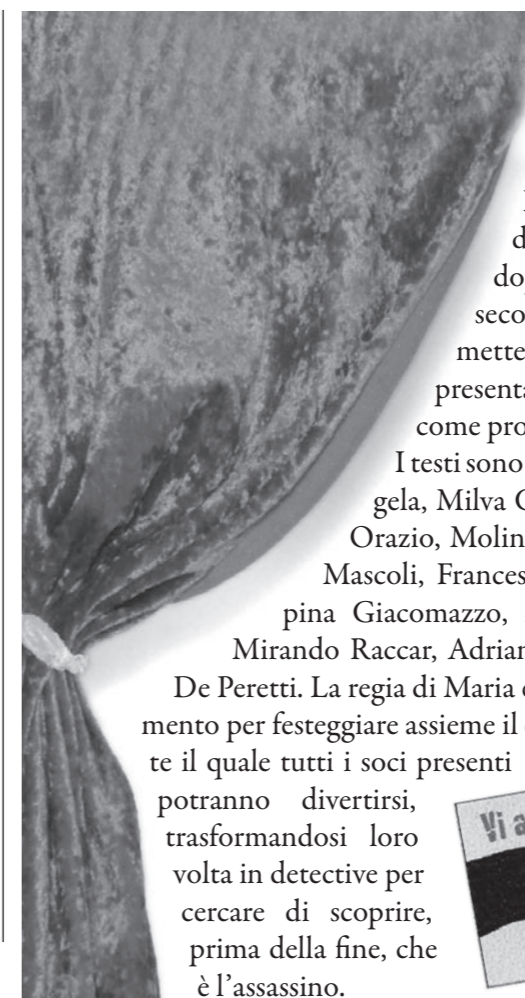 d
do
seco
mette
presenta
come pro
I testi sono
gela, Milva
Orazio, Molin
Mascoli, Frances
pina Giacomazzo,
Mirando Raccar, Adrian
De Peretti. La regia di Maria
mento per festeggiare assieme il
te il quale tutti i soci presenti
potranno divertirsi,
trasformandosi loro
volta in detective per
cercare di scoprire,
prima della fine, che
è l'assassino.
Vi a